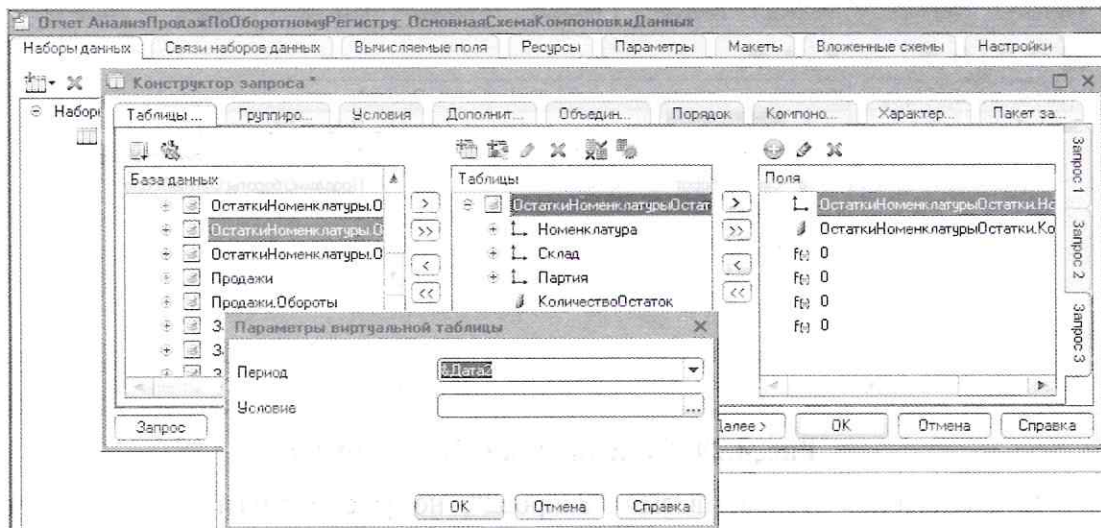 Отчет АнализПродажПоОборотномуРегистру: ОсновнаяСхемаКомпоновкиДанных
Наборы данных Связи наборов данных Вычисляемые поля Ресурсы Параметры Макеты Вложенные схемы Настройки
Конструктор запроса *
Набор
Таблицы ... Группиро... Условия Дополнит... Объедин... Порядок Компоно... Характер... Пакет за...
База данных
ОстаткиНоменклатуры.О
ОстаткиНоменклатуры.О
ОстаткиНоменклатуры.О
Продажи
Продажи.Обороты
З
З
З
> >> < <<
Таблицы
ОстаткиНоменклатурыОстат
Номенклатура
Склад
Партия
КоличествоОстаток
> >> < <<
Поля
ОстаткиНоменклатурыОстатки.Но
ОстаткиНоменклатурыОстатки.Ко
0
0
0
0
Запрос 1
Запрос 2
Запрос 3
Параметры виртуальной таблицы
Период &Дата2
Условие ...
ОК Отмена Справка
Запрос
Далее > ОК Отмена Справка